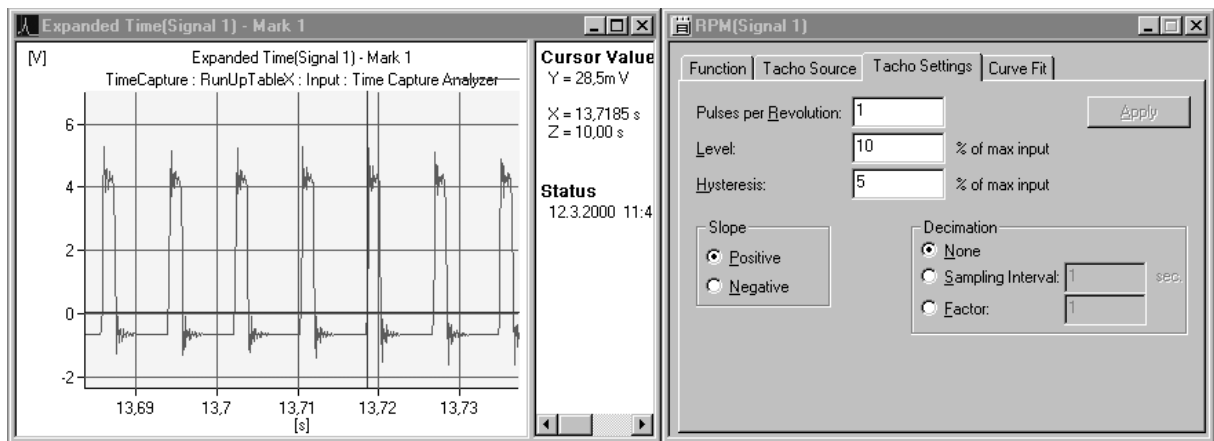 Expanded Time(Signal 1) - Mark 1
[V]
Expanded Time(Signal 1) - Mark 1
TimeCapture : RunUpTableX : Input : Time Capture Analyzer
6
4
2
0
-2
13,69 13,7 13,71 13,72 13,73
[s]
Cursor Value
Y = 28,5m V
X = 13,7185 s
Z = 10,00 s
Status
12.3.2000 11:4
RPM(Signal 1)
Function Tacho Source Tacho Settings Curve Fit
Pulses per Revolution: 1
Apply
Level: 10 % of max input
Hysteresis: 5 % of max input
Slope
Positive
Negative
Decimation
None
Sampling Interval: 1 sec.
Factor: 1